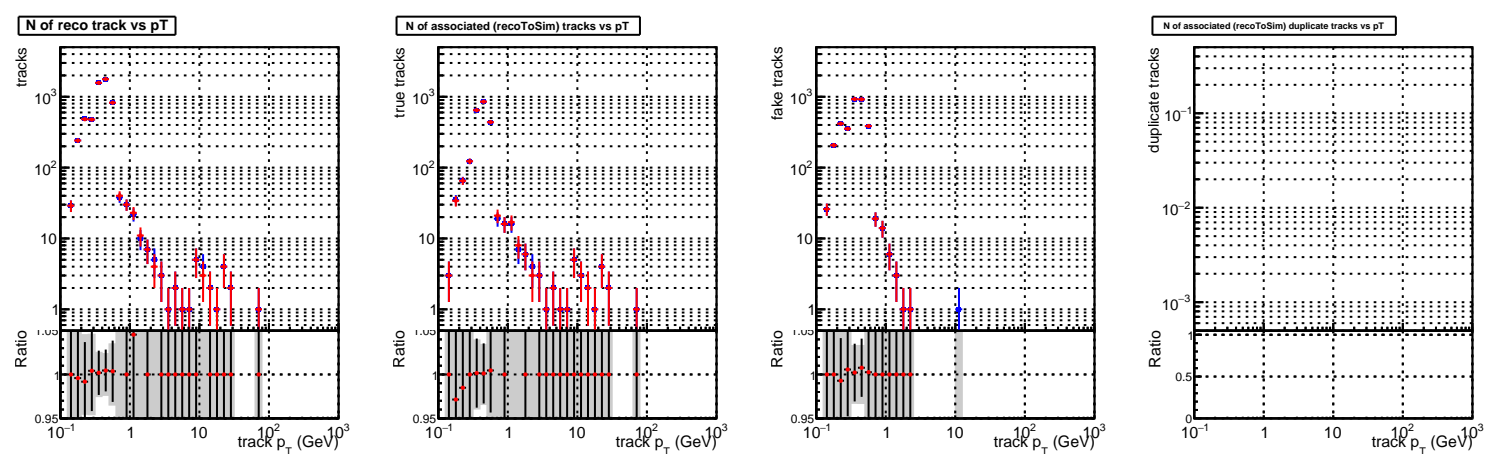 N of reco track vs pT
tracks
10³
10²
10
1
1.05
Ratio
1
0.95
10⁻¹ 1 10 10² 10³
track p_T (GeV)
N of associated (recoToSim) tracks vs pT
true tracks
10³
10²
10
1
1.05
Ratio
1
0.95
10⁻¹ 1 10 10² 10³
track p_T (GeV)
fake tracks
10³
10²
10
1
1.05
Ratio
1
0.95
10⁻¹ 1 10 10² 10³
track p_T (GeV)
N of associated (recoToSim) duplicate tracks vs pT
duplicate tracks
10⁻¹
10⁻²
10⁻³
Ratio
1
0.5
0
10⁻¹ 1 10 10² 10³
track p_T (GeV)